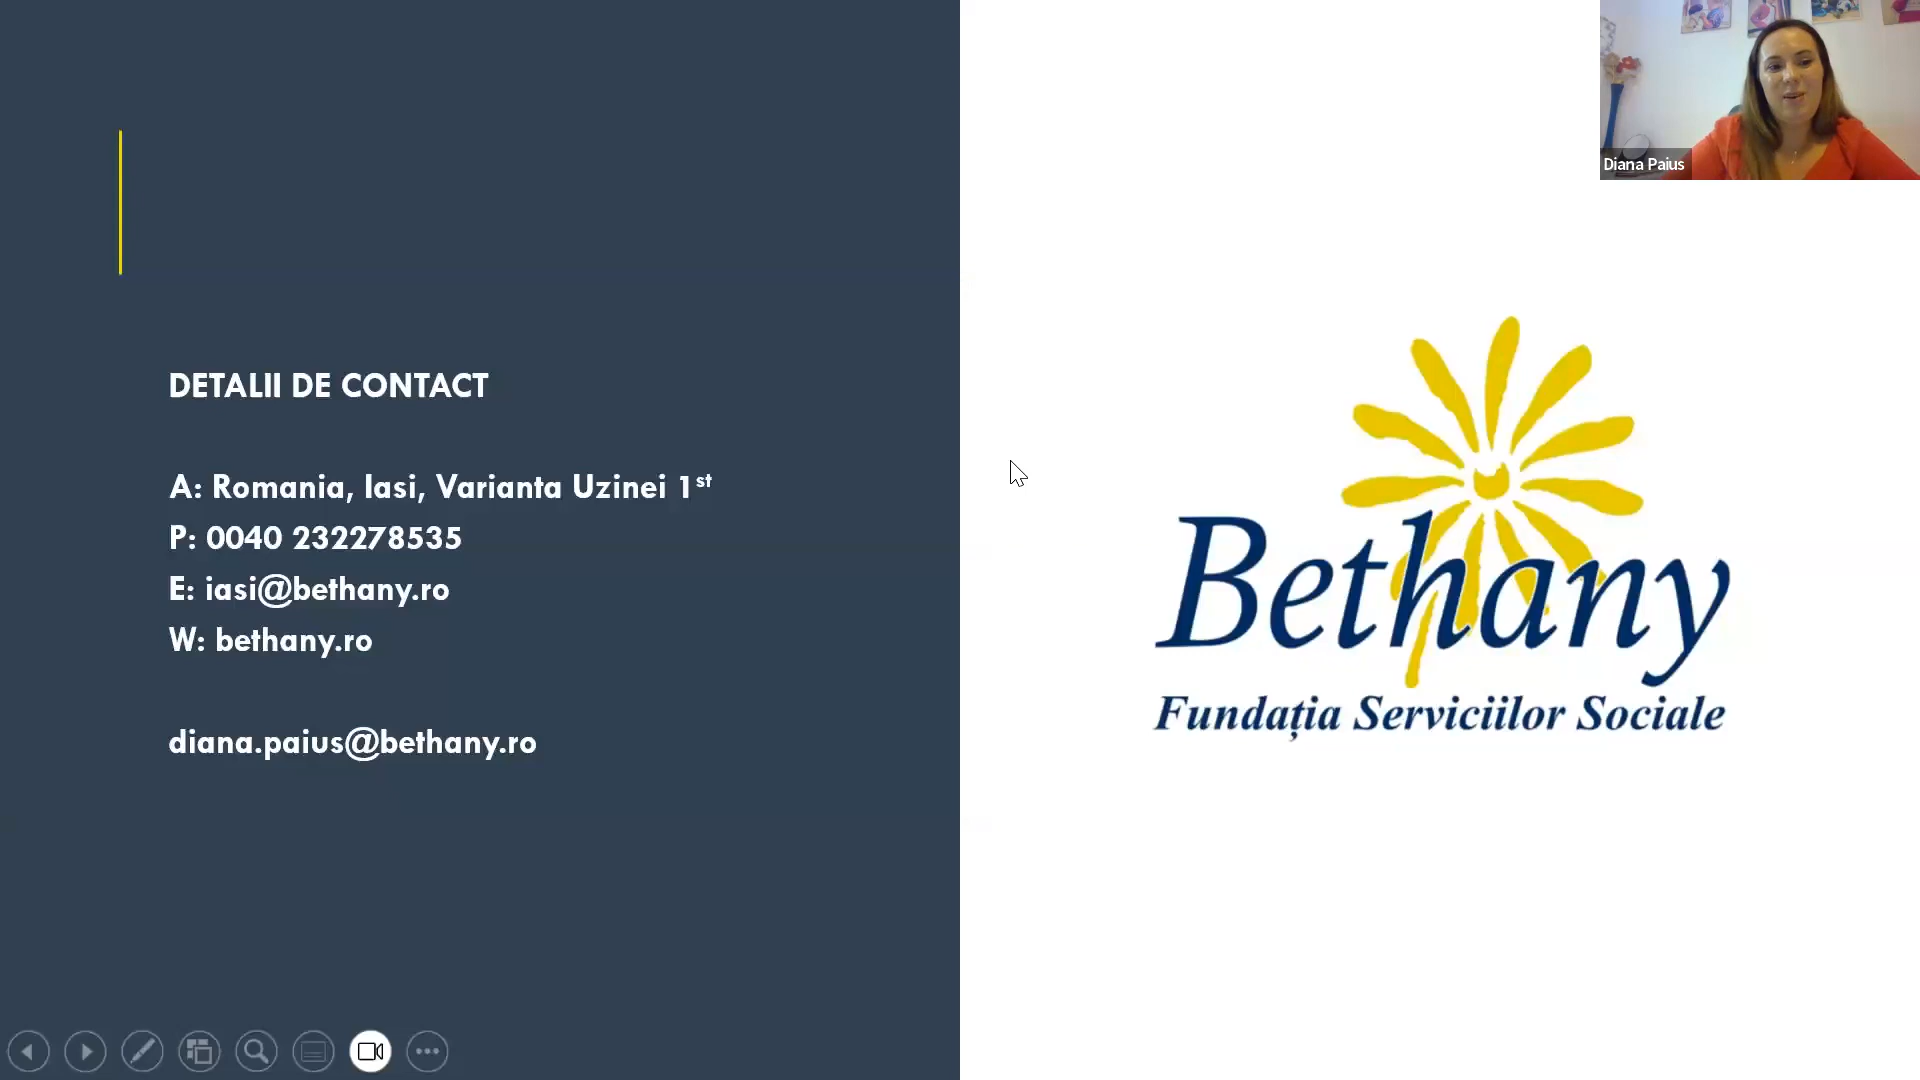 DETALII DE CONTACT
A: Romania, Iasi, Varianta Uzinei 1st
P: 0040 232278535
E: iasi@bethany.ro
W: bethany.ro
diana.paius@bethany.ro
Bethany
Fundația Serviciilor Sociale
Diana Paius